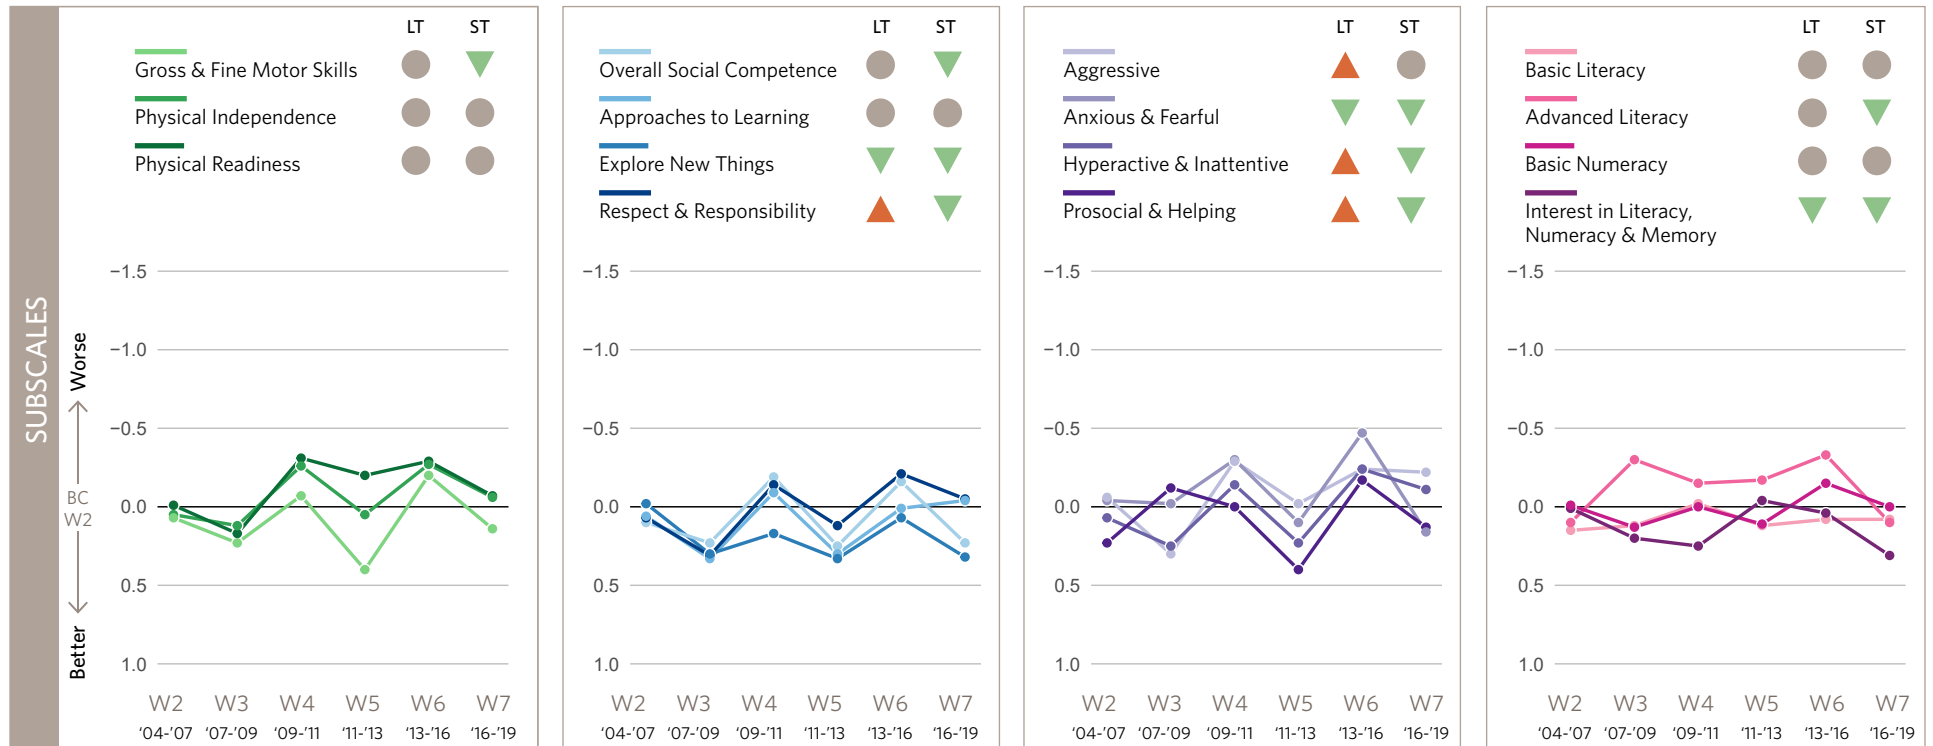 SUBSCALES
Worse
BC
W2
Better
LT ST
Gross & Fine Motor Skills
Physical Independence
Physical Readiness
−1.5
−1.0
−0.5
0.0
0.5
1.0
W2 W3 W4 W5 W6 W7
‘04-’07 ‘07-’09 ‘09-’11 ‘11-’13 ‘13-’16 ‘16-’19
LT ST
Overall Social Competence
Approaches to Learning
Explore New Things
Respect & Responsibility
−1.5
−1.0
−0.5
0.0
0.5
1.0
W2 W3 W4 W5 W6 W7
‘04-’07 ‘07-’09 ‘09-’11 ‘11-’13 ‘13-’16 ‘16-’19
LT ST
Aggressive
Anxious & Fearful
Hyperactive & Inattentive
Prosocial & Helping
−1.5
−1.0
−0.5
0.0
0.5
1.0
W2 W3 W4 W5 W6 W7
‘04-’07 ‘07-’09 ‘09-’11 ‘11-’13 ‘13-’16 ‘16-’19
LT ST
Basic Literacy
Advanced Literacy
Basic Numeracy
Interest in Literacy,
Numeracy & Memory
−1.5
−1.0
−0.5
0.0
0.5
1.0
W2 W3 W4 W5 W6 W7
‘04-’07 ‘07-’09 ‘09-’11 ‘11-’13 ‘13-’16 ‘16-’19